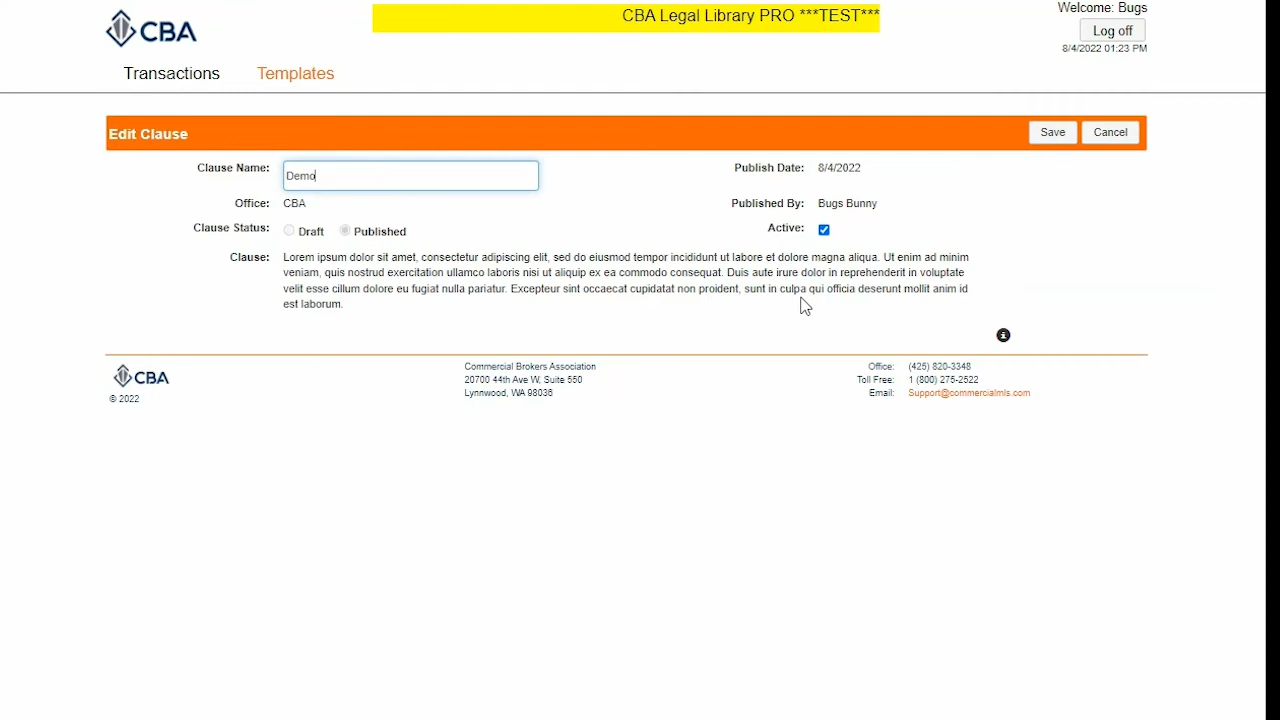 CBA
CBA Legal Library PRO ***TEST***
Welcome: Bugs
Log off
8/4/2022 01:23 PM
Transactions
Templates
Edit Clause
Save
Cancel
Clause Name:
Demo
Publish Date:
8/4/2022
Office:
CBA
Published By:
Bugs Bunny
Clause Status:
Draft
Published
Active:
Clause:
Lorem ipsum dolor sit amet, consectetur adipiscing elit, sed do eiusmod tempor incididunt ut labore et dolore magna aliqua. Ut enim ad minim
veniam, quis nostrud exercitation ullamco laboris nisi ut aliquip ex ea commodo consequat. Duis aute irure dolor in reprehenderit in voluptate
velit esse cillum dolore eu fugiat nulla pariatur. Excepteur sint occaecat cupidatat non proident, sunt in culpa qui officia deserunt mollit anim id
est laborum.
CBA
© 2022
Commercial Brokers Association
20700 44th Ave W, Suite 550
Lynnwood, WA 98036
Office:
(425) 820-3348
Toll Free:
1 (800) 275-2522
Email:
Support@commercialmls.com